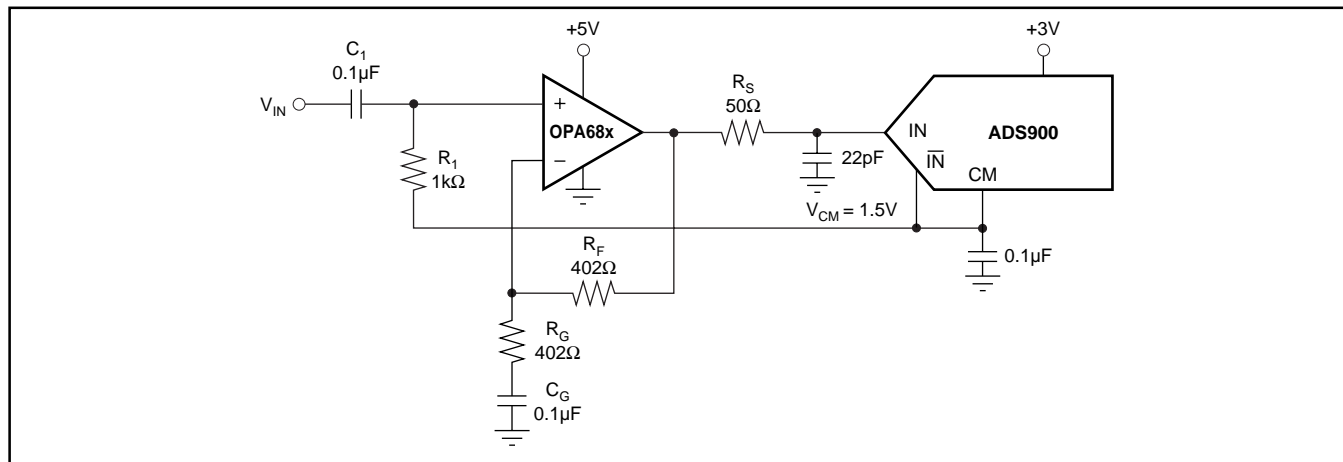 +5V
+3V
C1
0.1µF
VIN
+
OPA68x
–
RS
50Ω
22pF
IN
ADS900
I̅N̅
CM
R1
1kΩ
VCM = 1.5V
0.1µF
RF
402Ω
RG
402Ω
CG
0.1µF